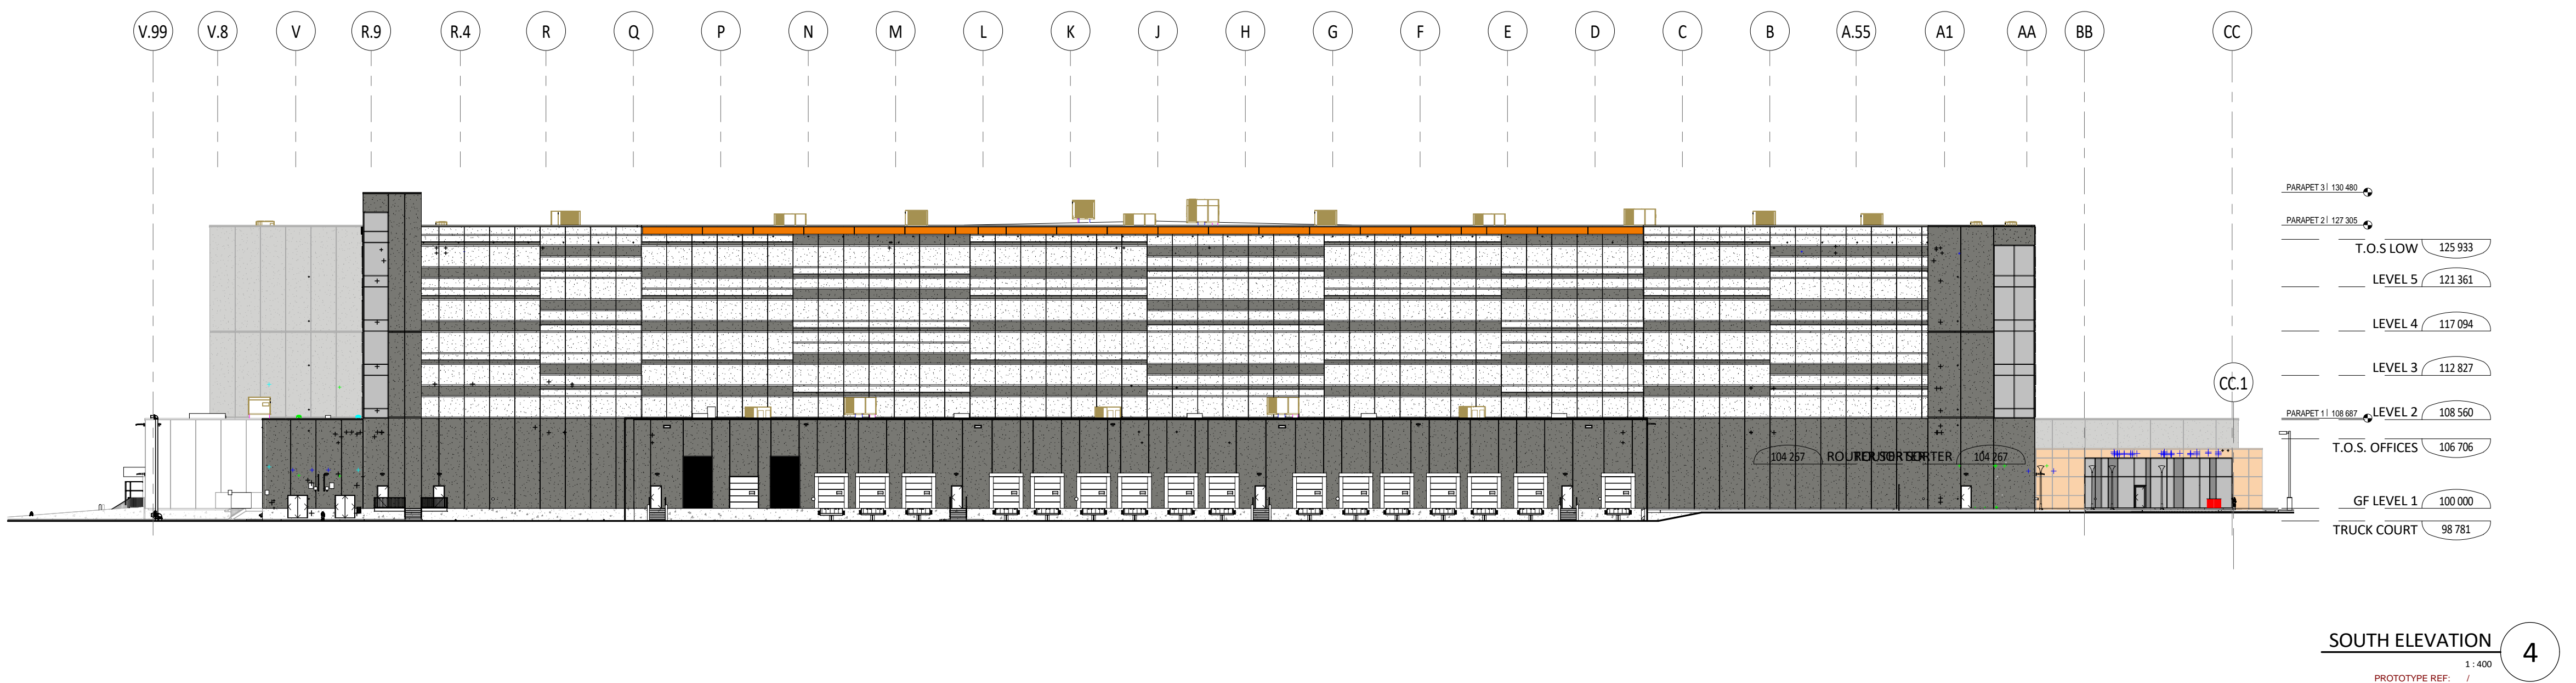 V.99 V.8 V R.9 R.4 R Q P N M L K J H G F E D C B A.55 A1 AA BB CC
PARAPET 3 130 480
PARAPET 2 127 305
T.O.S LOW 125 933
LEVEL 5 121 361
LEVEL 4 117 094
LEVEL 3 112 827
CC.1
PARAPET 1 108 687 LEVEL 2 108 560
T.O.S. OFFICES 106 706
104 267 ROUTER SORTER 104 267
GF LEVEL 1 100 000
TRUCK COURT 98 781
SOUTH ELEVATION 4
1 : 400
PROTOTYPE REF: /